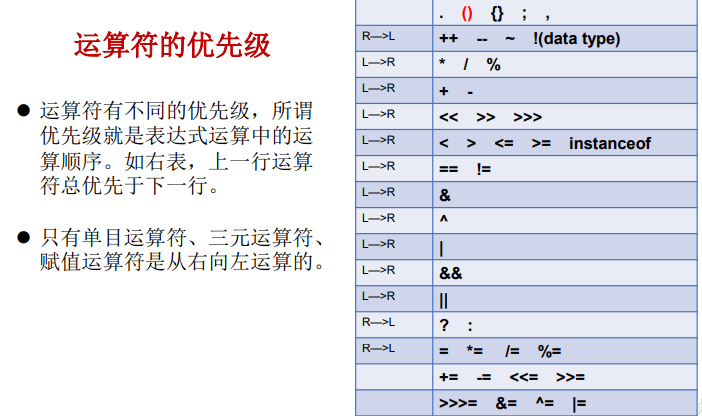 运算符的优先级
● 运算符有不同的优先级，所谓
优先级就是表达式运算中的运
算顺序。如右表，上一行运算
符总优先于下一行。
● 只有单目运算符、三元运算符、
赋值运算符是从右向左运算的。
. () {} ; ,
R—>L ++ -- ~ !(data type)
L—>R * / %
L—>R + -
L—>R << >> >>>
L—>R < > <= >= instanceof
L—>R == !=
L—>R &
L—>R ^
L—>R |
L—>R &&
L—>R ||
R—>L ? :
R—>L = *= /= %=
+= -= <<= >>=
>>>= &= ^= |=